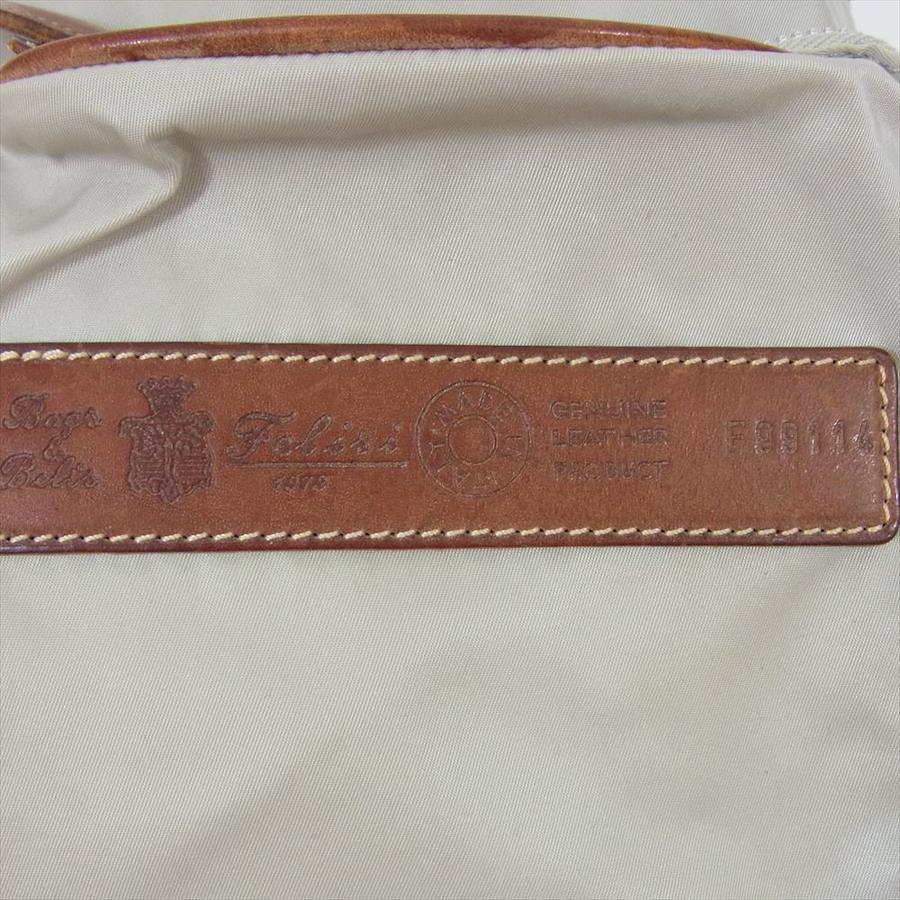 Bags
&
Belts
Felisi
1973
MADE IN ITALY
GENUINE
LEATHER
PRODUCT
F99114